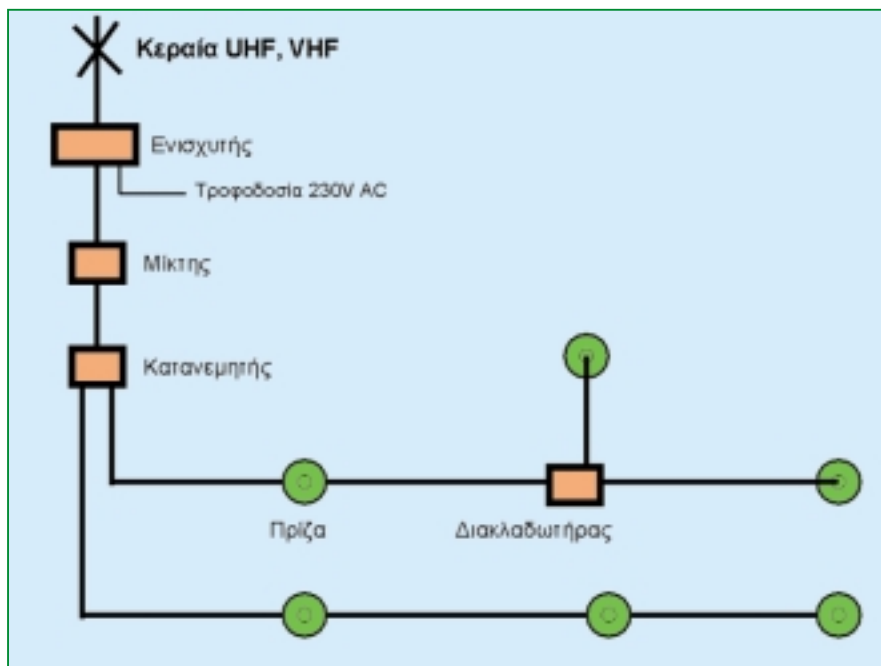 Κεραία UHF, VHF
Ενισχυτής
Τροφοδοσία 230V AC
Μίκτης
Κατανεμητής
Πρίζα
Διακλαδωτήρας